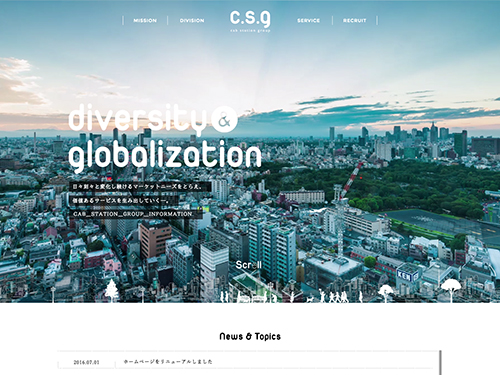 MISSION
DIVISION
c.s.g
cab station group
SERVICE
RECRUIT
diversity &
globalization
日々刻々と変化し続けるマーケットニーズをとらえ、
価値あるサービスを生み出していく―。
CAB_STATION_GROUP_INFORMATION
Scroll
News & Topics
2016.07.01 ホームページをリニューアルしました